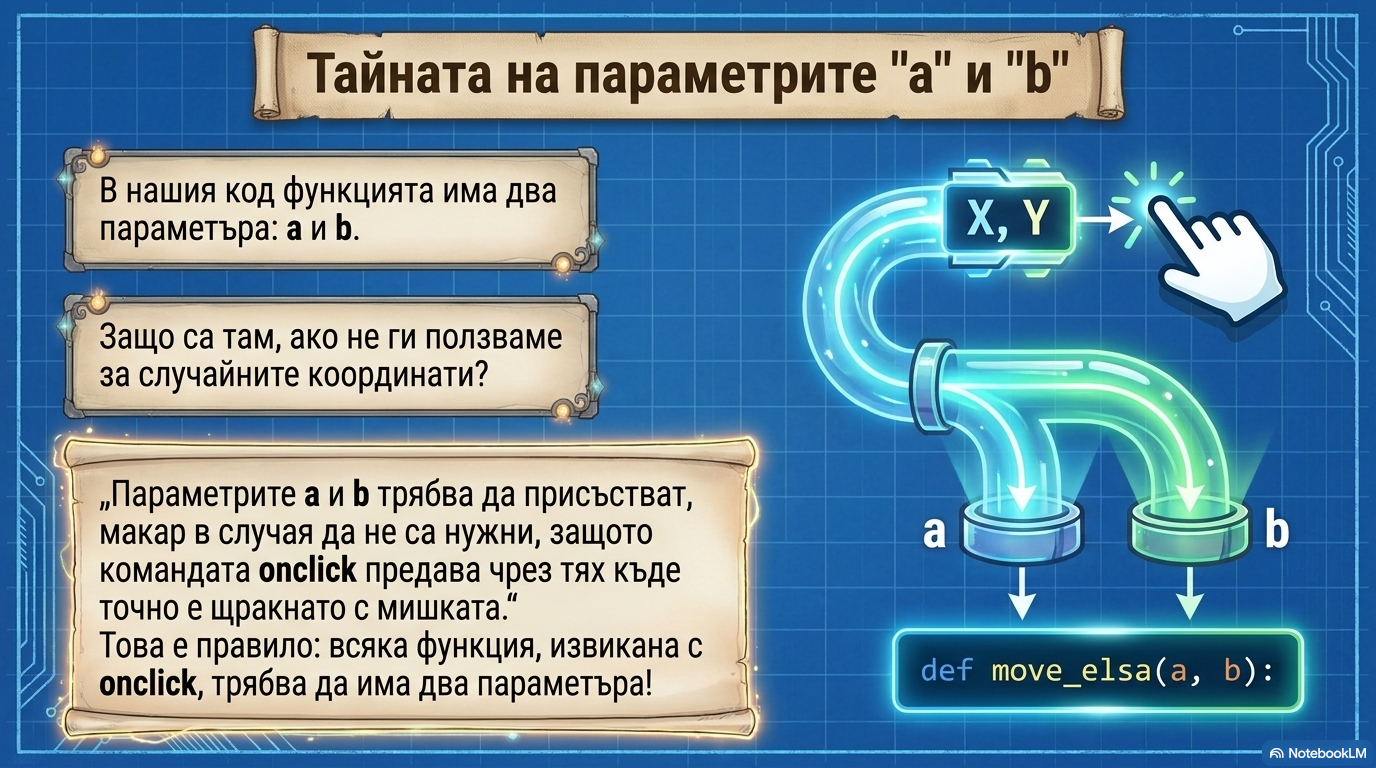 Тайната на параметрите "a" и "b"
В нашия код функцията има два
параметъра: a и b.
Защо са там, ако не ги ползваме
за случайните координати?
„Параметрите a и b трябва да присъстват,
макар в случая да не са нужни, защото
командата onclick предава чрез тях къде
точно е щракнато с мишката.“
Това е правило: всяка функция, извикана с
onclick, трябва да има два параметъра!
X, Y
a
b
def move_elsa(a, b):
NotebookLM